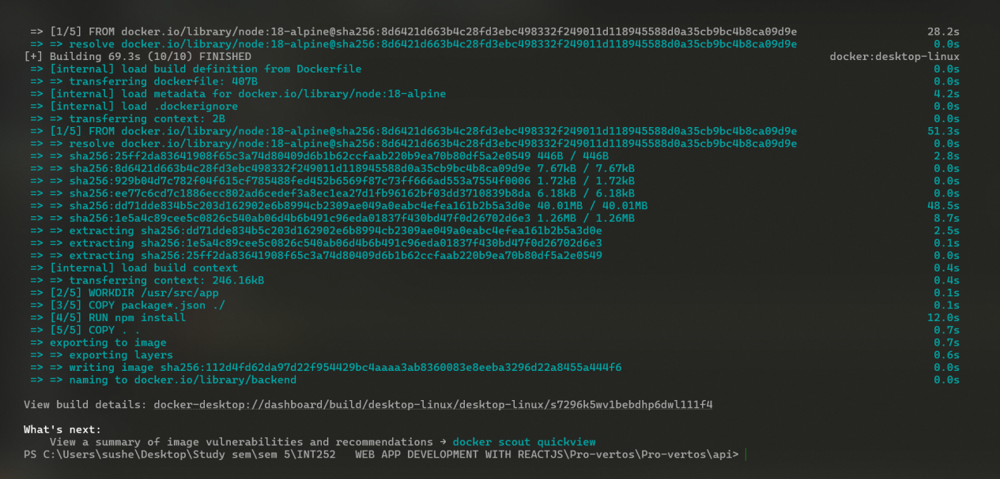 => [1/5] FROM docker.io/library/node:18-alpine@sha256:8d6421d663b4c28fd3ebc498332f249011d118945588d0a35cb9bc4b8ca09d9e 28.2s
=> => resolve docker.io/library/node:18-alpine@sha256:8d6421d663b4c28fd3ebc498332f249011d118945588d0a35cb9bc4b8ca09d9e 0.0s
[+] Building 69.3s (10/10) FINISHED docker:desktop-linux
=> [internal] load build definition from Dockerfile 0.0s
=> => transferring dockerfile: 407B 0.0s
=> [internal] load metadata for docker.io/library/node:18-alpine 4.2s
=> [internal] load .dockerignore 0.0s
=> => transferring context: 2B 0.0s
=> [1/5] FROM docker.io/library/node:18-alpine@sha256:8d6421d663b4c28fd3ebc498332f249011d118945588d0a35cb9bc4b8ca09d9e 51.3s
=> => resolve docker.io/library/node:18-alpine@sha256:8d6421d663b4c28fd3ebc498332f249011d118945588d0a35cb9bc4b8ca09d9e 0.0s
=> => sha256:25ff2da83641908f65c3a74d80409d6b1b62ccfaab220b9ea70b80df5a2e0549 446B / 446B 2.8s
=> => sha256:8d6421d663b4c28fd3ebc498332f249011d118945588d0a35cb9bc4b8ca09d9e 7.67kB / 7.67kB 0.0s
=> => sha256:929b04d7c782f04f615cf785488fed452b6569f87c73ff666ad553a7554f0006 1.72kB / 1.72kB 0.0s
=> => sha256:ee77c6cd7c1886ecc802ad6cedef3a8ec1ea27d1fb96162bf03dd3710839b8da 6.18kB / 6.18kB 0.0s
=> => sha256:dd71dde834b5c203d162902e6b8994cb2309ae049a0eabc4efea161b2b5a3d0e 40.01MB / 40.01MB 48.5s
=> => sha256:1e5a4c89cee5c0826c540ab06d4b6b491c96eda01837f430bd47f0d26702d6e3 1.26MB / 1.26MB 8.7s
=> => extracting sha256:dd71dde834b5c203d162902e6b8994cb2309ae049a0eabc4efea161b2b5a3d0e 2.5s
=> => extracting sha256:1e5a4c89cee5c0826c540ab06d4b6b491c96eda01837f430bd47f0d26702d6e3 0.1s
=> => extracting sha256:25ff2da83641908f65c3a74d80409d6b1b62ccfaab220b9ea70b80df5a2e0549 0.0s
=> [internal] load build context 0.4s
=> => transferring context: 246.16kB 0.4s
=> [2/5] WORKDIR /usr/src/app 0.1s
=> [3/5] COPY package*.json ./ 0.1s
=> [4/5] RUN npm install 12.0s
=> [5/5] COPY . . 0.7s
=> exporting to image 0.7s
=> => exporting layers 0.6s
=> => writing image sha256:112d4fd62da97d22f954429bc4aaaa3ab8360083e8eeba3296d22a8455a444f6 0.0s
=> => naming to docker.io/library/backend 0.0s
View build details: docker-desktop://dashboard/build/desktop-linux/desktop-linux/s7296k5wv1bebdhp6dwl111f4
What's next:
View a summary of image vulnerabilities and recommendations → docker scout quickview
PS C:\Users\sushe\Desktop\Study sem\sem 5\INT252   WEB APP DEVELOPMENT WITH REACTJS\Pro-vertos\Pro-vertos\api>